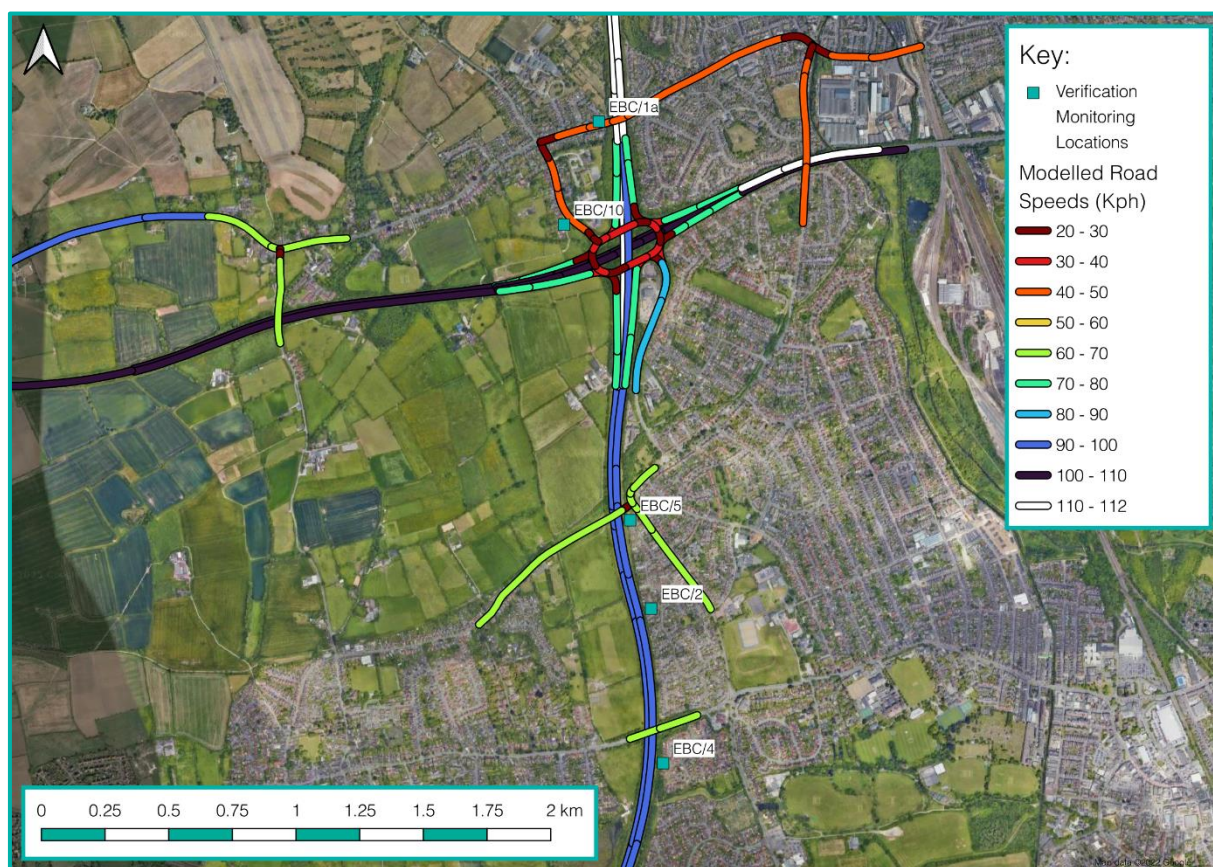 EBC/1a
EBC/10
EBC/5
EBC/2
EBC/4
Key:
Verification
Monitoring
Locations
Modelled Road
Speeds (Kph)
20 - 30
30 - 40
40 - 50
50 - 60
60 - 70
70 - 80
80 - 90
90 - 100
100 - 110
110 - 112
0 0.25 0.5 0.75 1 1.25 1.5 1.75 2 km